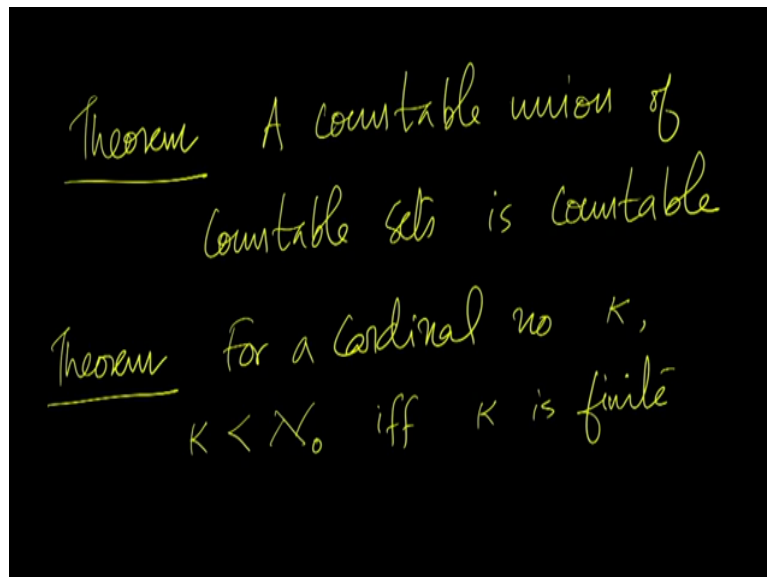 Theorem A countable union of
countable sets is countable
Theorem For a cardinal no κ,
κ < ℵ₀ iff κ is finite